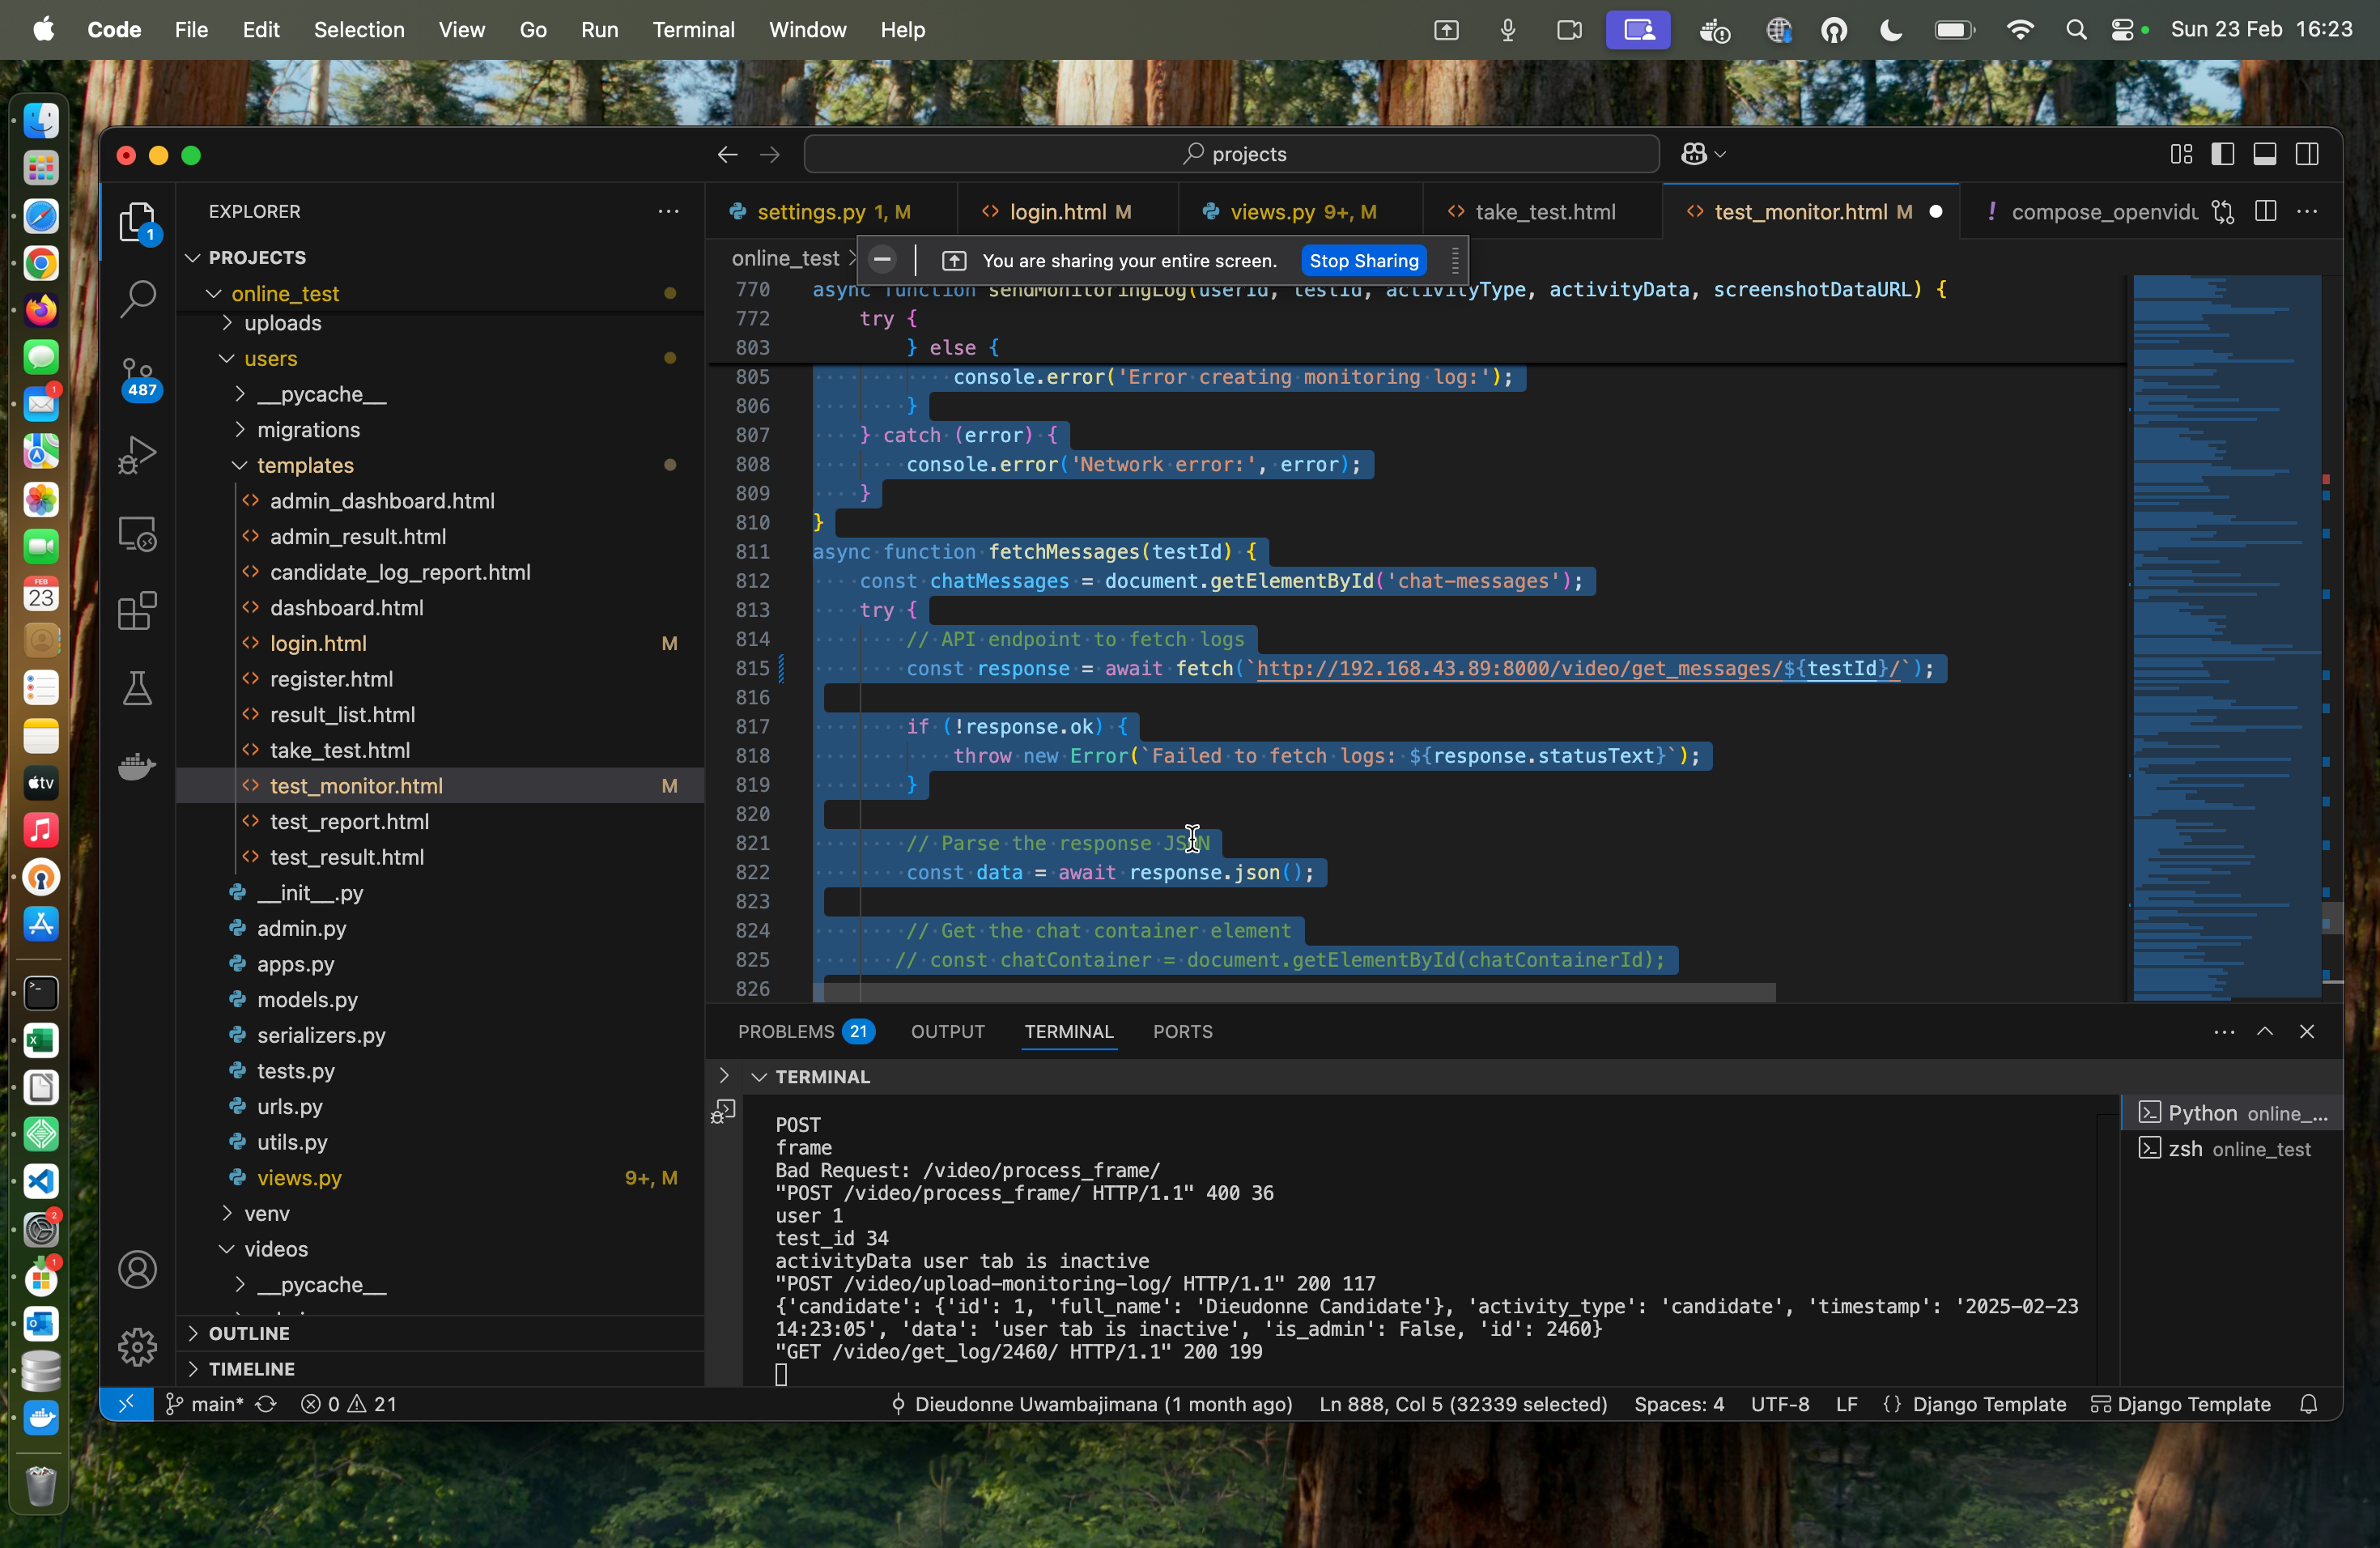 Code File Edit Selection View Go Run Terminal Window Help
Sun 23 Feb 16:23
projects
EXPLORER
PROJECTS
online_test
uploads
users
__pycache__
migrations
templates
admin_dashboard.html
admin_result.html
candidate_log_report.html
dashboard.html
login.html M
register.html
result_list.html
take_test.html
test_monitor.html M
test_report.html
test_result.html
__init__.py
admin.py
apps.py
models.py
serializers.py
tests.py
urls.py
utils.py
views.py 9+, M
venv
videos
__pycache__
OUTLINE
TIMELINE
1
487
FEB
23
tv
settings.py 1, M
login.html M
views.py 9+, M
take_test.html
test_monitor.html M
compose_openvidu
online_test >
You are sharing your entire screen. Stop Sharing
770 async function sendMonitoringLog(userId, testId, activityType, activityData, screenshotDataURL) {
772 try {
803 } else {
805 console.error('Error creating monitoring log:');
806 }
807 } catch (error) {
808 console.error('Network error:', error);
809 }
810 }
811 async function fetchMessages(testId) {
812 const chatMessages = document.getElementById('chat-messages');
813 try {
814 // API endpoint to fetch logs
815 const response = await fetch(`http://192.168.43.89:8000/video/get_messages/${testId}/`);
816
817 if (!response.ok) {
818 throw new Error(`Failed to fetch logs: ${response.statusText}`);
819 }
820
821 // Parse the response JSON
822 const data = await response.json();
823
824 // Get the chat container element
825 // const chatContainer = document.getElementById(chatContainerId);
826
PROBLEMS 21 OUTPUT TERMINAL PORTS
TERMINAL
POST
frame
Bad Request: /video/process_frame/
"POST /video/process_frame/ HTTP/1.1" 400 36
user 1
test_id 34
activityData user tab is inactive
"POST /video/upload-monitoring-log/ HTTP/1.1" 200 117
{'candidate': {'id': 1, 'full_name': 'Dieudonne Candidate'}, 'activity_type': 'candidate', 'timestamp': '2025-02-23
14:23:05', 'data': 'user tab is inactive', 'is_admin': False, 'id': 2460}
"GET /video/get_log/2460/ HTTP/1.1" 200 199
Python online_...
zsh online_test
main* 0 21 Dieudonne Uwambajimana (1 month ago) Ln 888, Col 5 (32339 selected) Spaces: 4 UTF-8 LF {} Django Template Django Template